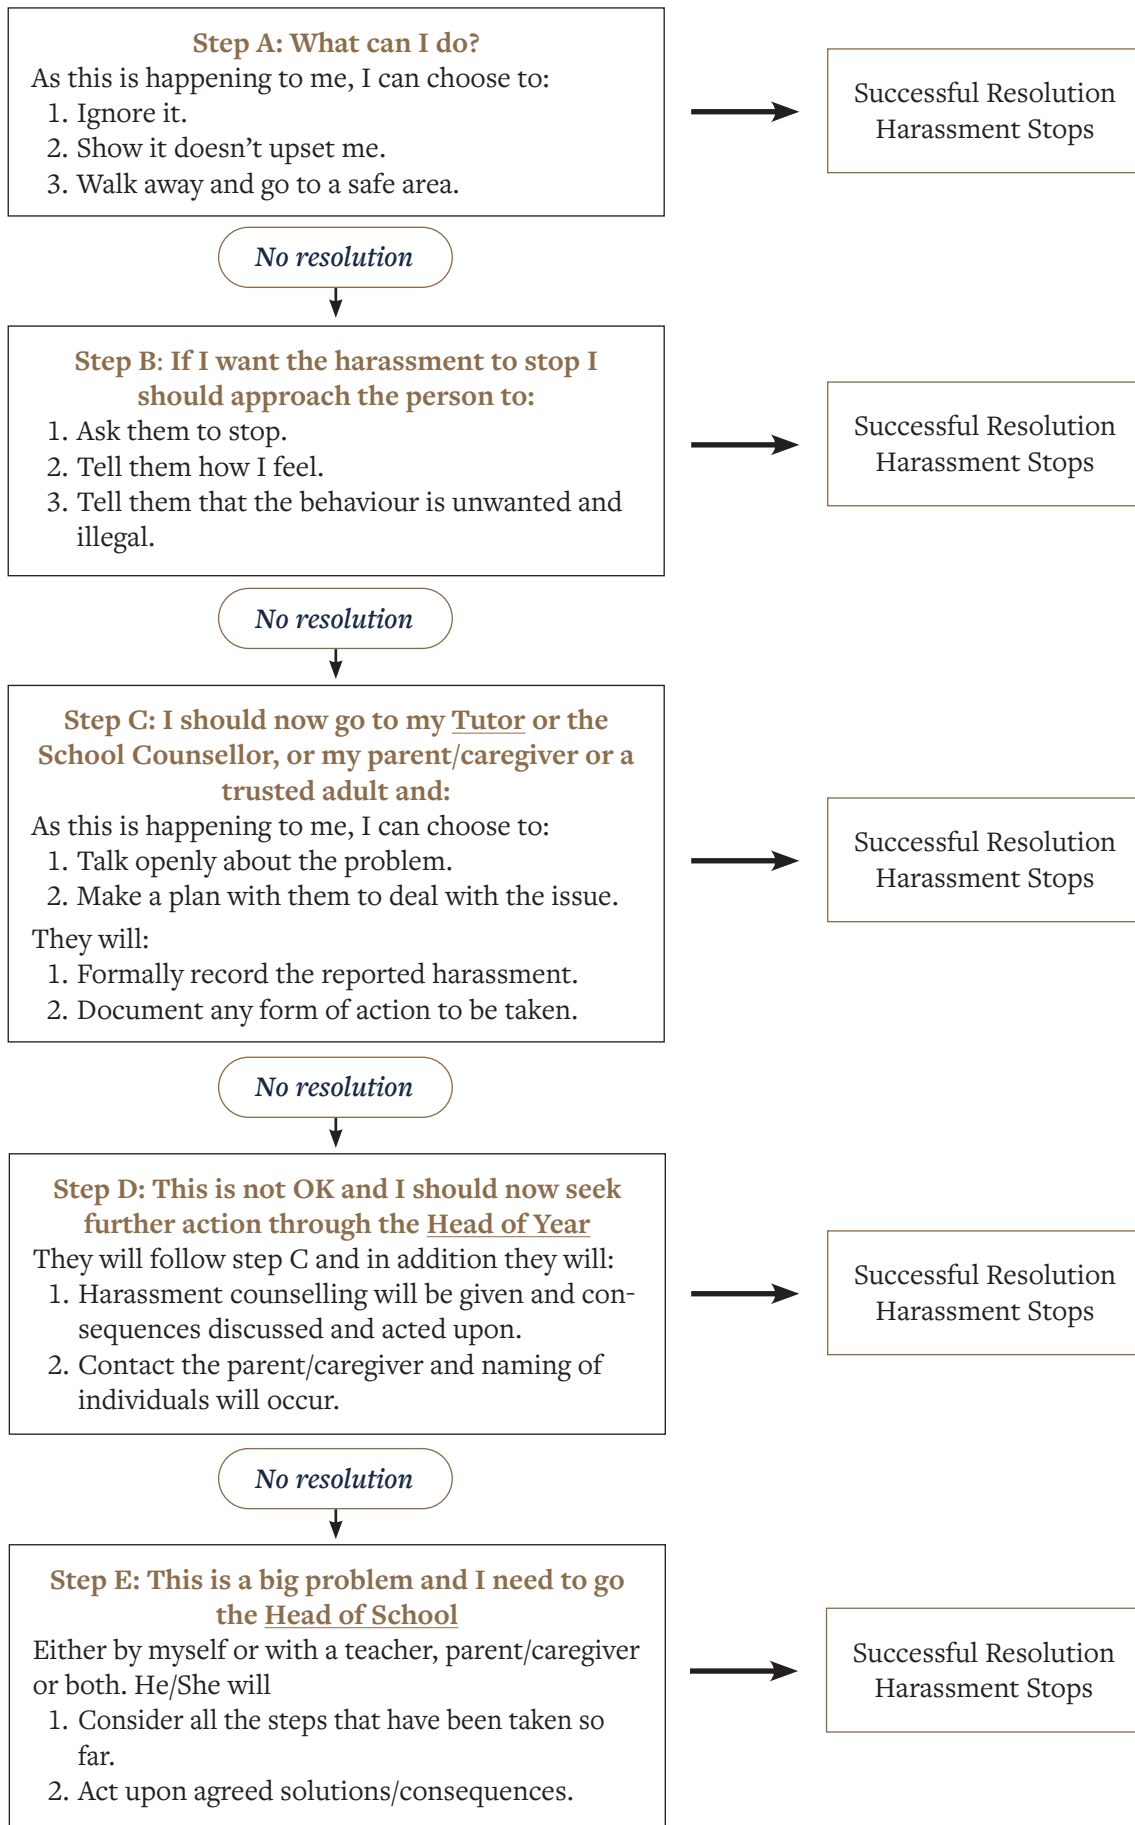 Step A: What can I do?
As this is happening to me, I can choose to:
1. Ignore it.
2. Show it doesn’t upset me.
3. Walk away and go to a safe area.
Successful Resolution
Harassment Stops
No resolution
Step B: If I want the harassment to stop I
should approach the person to:
1. Ask them to stop.
2. Tell them how I feel.
3. Tell them that the behaviour is unwanted and
illegal.
Successful Resolution
Harassment Stops
No resolution
Step C: I should now go to my Tutor or the
School Counsellor, or my parent/caregiver or a
trusted adult and:
As this is happening to me, I can choose to:
1. Talk openly about the problem.
2. Make a plan with them to deal with the issue.
They will:
1. Formally record the reported harassment.
2. Document any form of action to be taken.
Successful Resolution
Harassment Stops
No resolution
Step D: This is not OK and I should now seek
further action through the Head of Year
They will follow step C and in addition they will:
1. Harassment counselling will be given and con-
sequences discussed and acted upon.
2. Contact the parent/caregiver and naming of
individuals will occur.
Successful Resolution
Harassment Stops
No resolution
Step E: This is a big problem and I need to go
the Head of School
Either by myself or with a teacher, parent/caregiver
or both. He/She will
1. Consider all the steps that have been taken so
far.
2. Act upon agreed solutions/consequences.
Successful Resolution
Harassment Stops